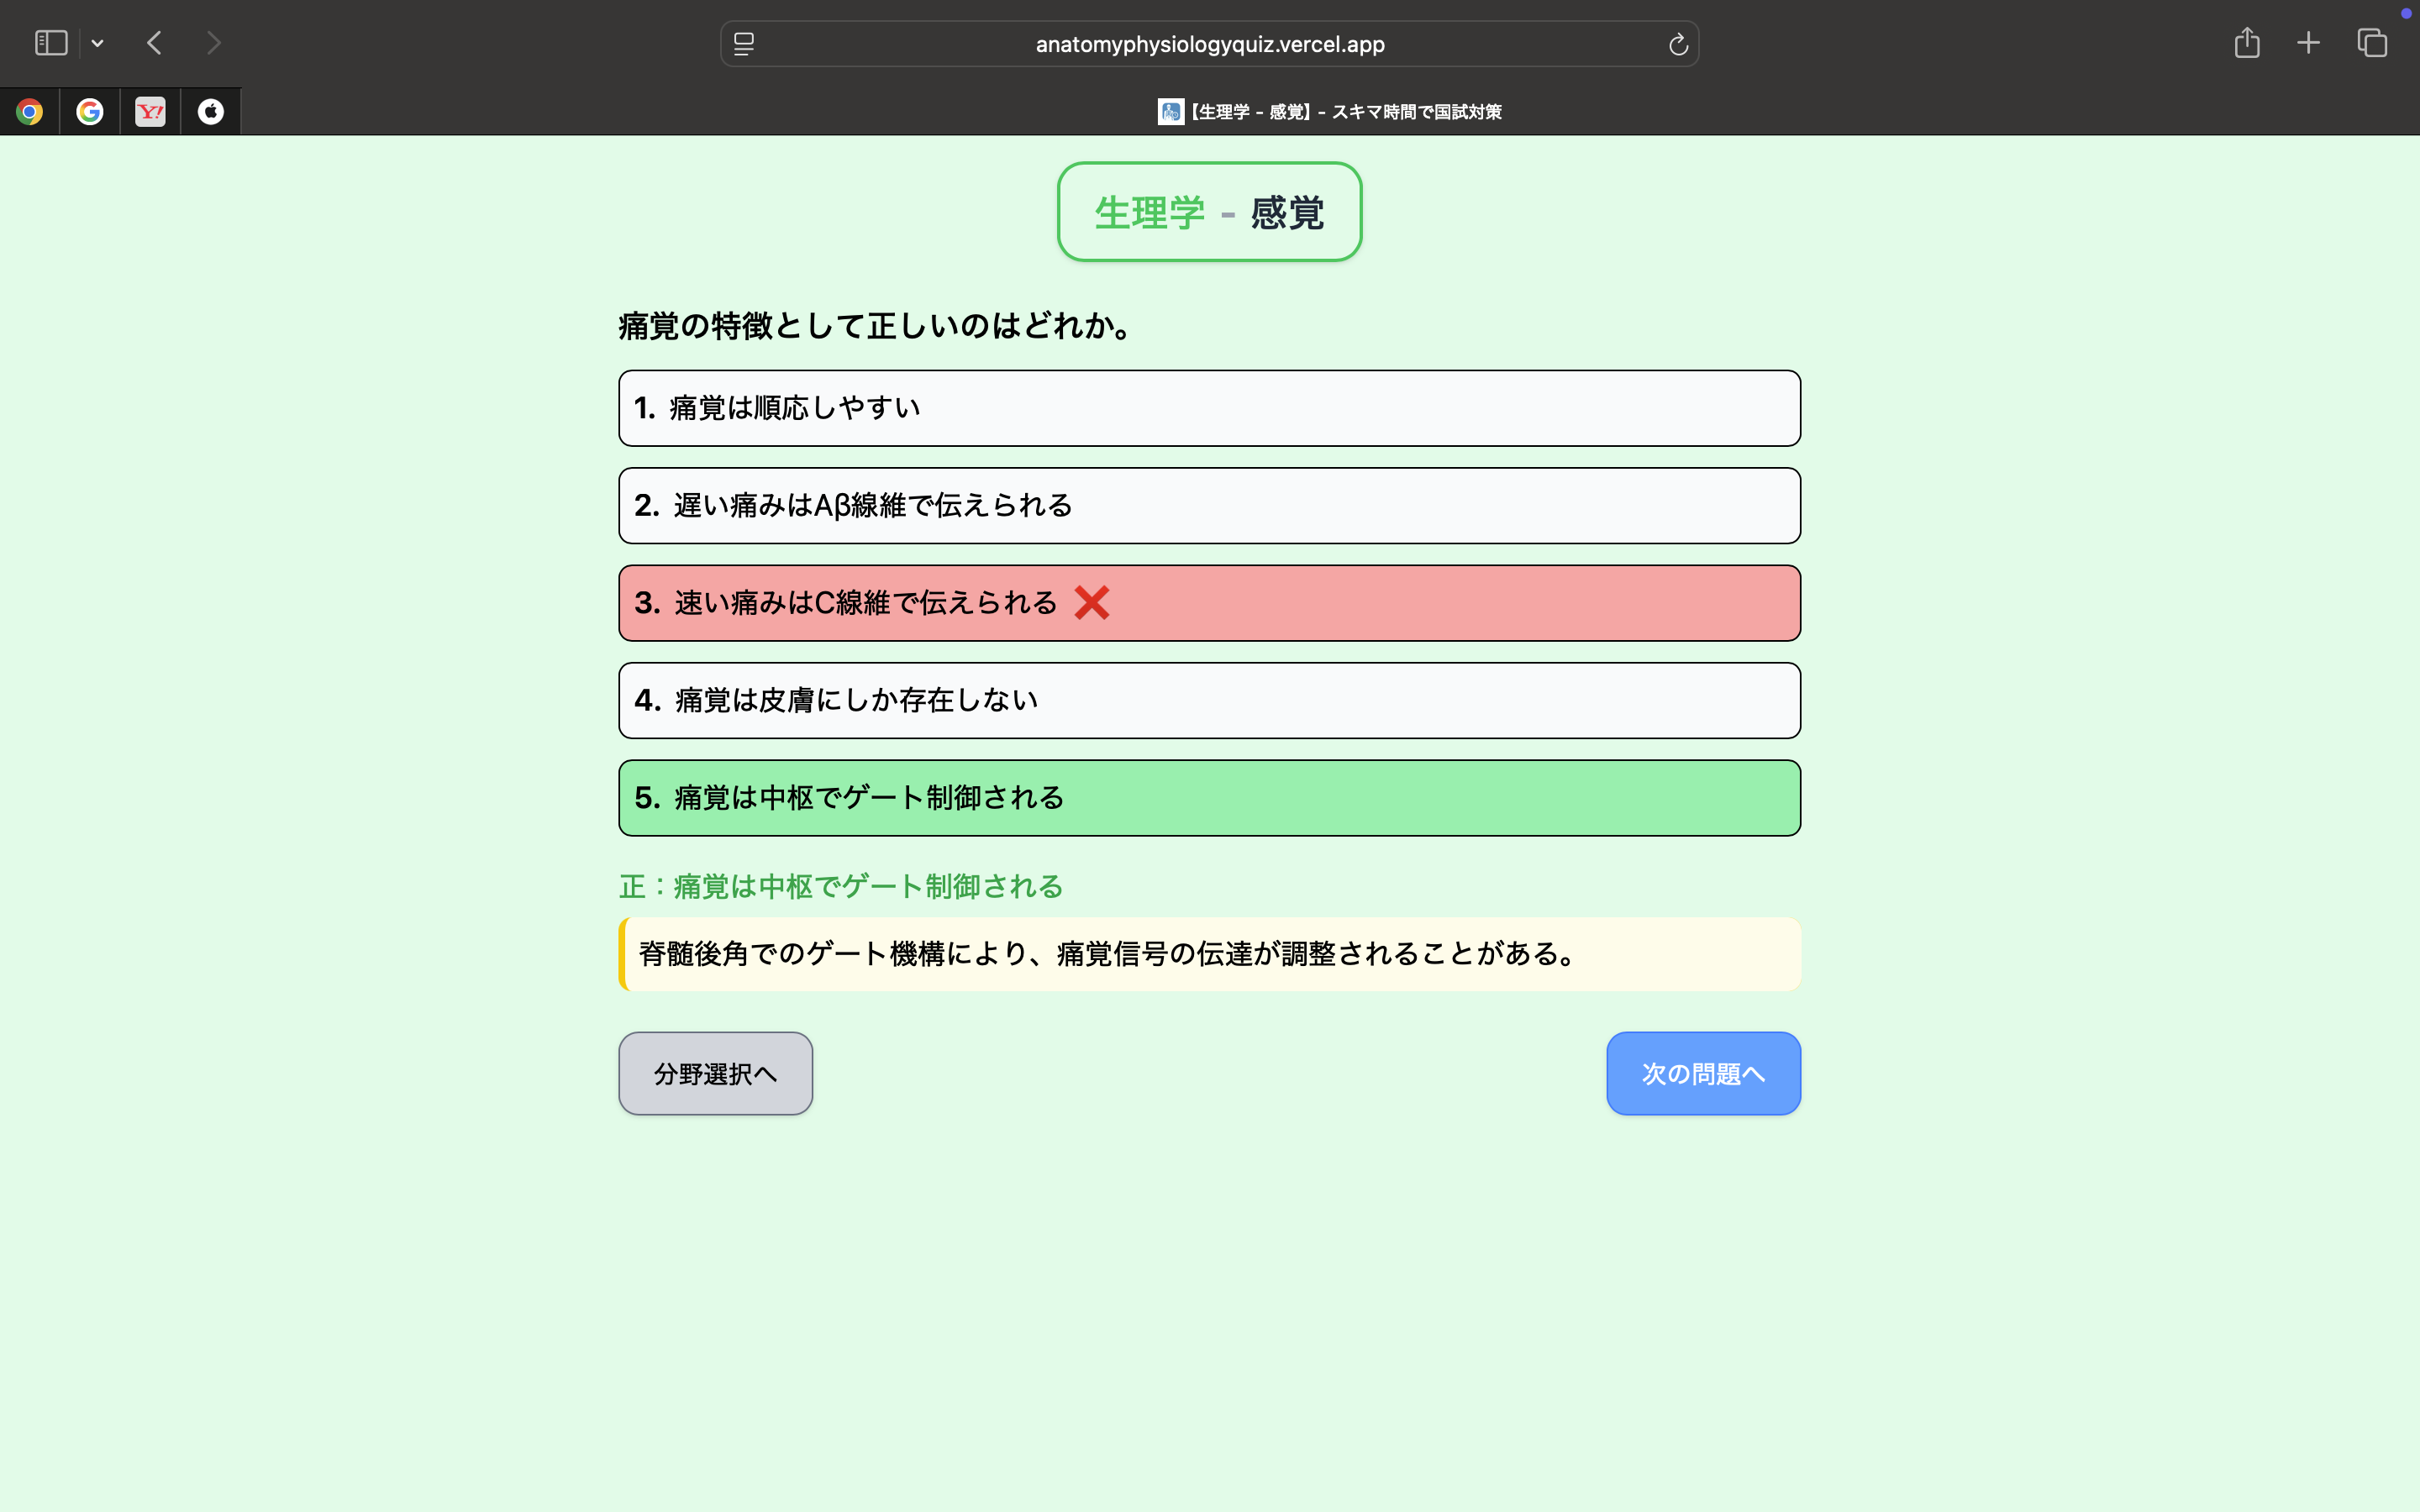 anatomyphysiologyquiz.vercel.app
【生理学 - 感覚】 - スキマ時間で国試対策
生理学 - 感覚
痛覚の特徴として正しいのはどれか。
1. 痛覚は順応しやすい
2. 遅い痛みはAβ線維で伝えられる
3. 速い痛みはC線維で伝えられる ❌
4. 痛覚は皮膚にしか存在しない
5. 痛覚は中枢でゲート制御される
正：痛覚は中枢でゲート制御される
脊髄後角でのゲート機構により、痛覚信号の伝達が調整されることがある。
分野選択へ
次の問題へ